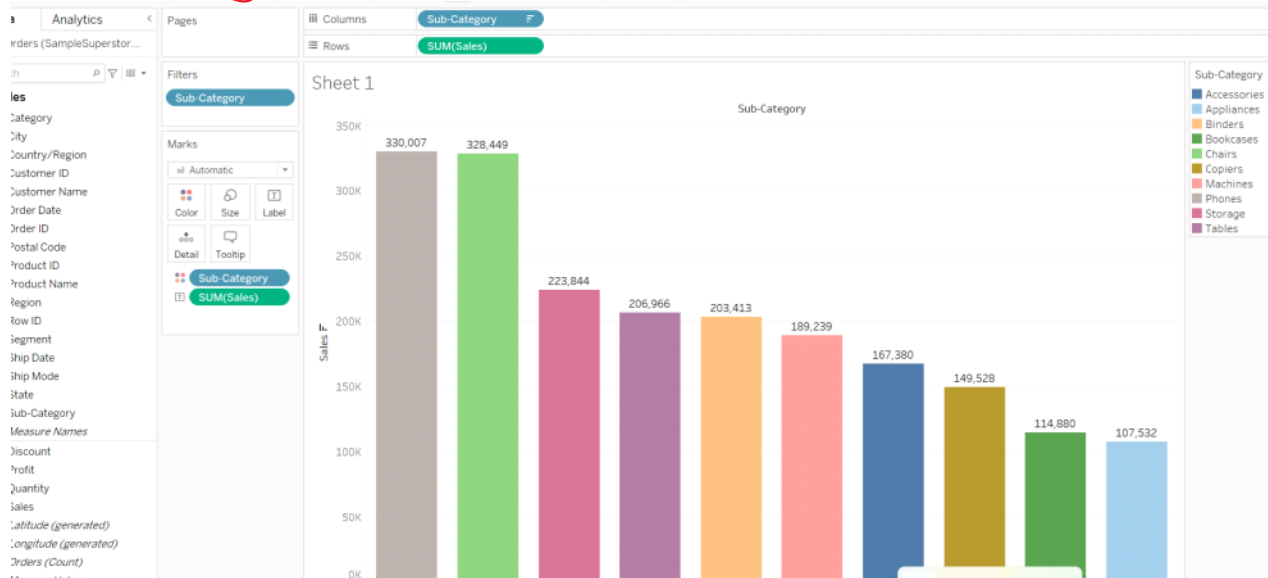 Analytics
Pages
Columns
Sub-Category
Orders (SampleSuperstor...
Rows
SUM(Sales)
Filters
Sub-Category
Category
City
Country/Region
Customer ID
Customer Name
Order Date
Order ID
Postal Code
Product ID
Product Name
Region
Row ID
Segment
Ship Date
Ship Mode
State
Sub-Category
Measure Names
Discount
Profit
Quantity
Sales
Latitude (generated)
Longitude (generated)
Orders (Count)
Marks
Automatic
Color
Size
Label
Detail
Tooltip
Sub-Category
SUM(Sales)
Sheet 1
Sub-Category
Sales
350K
300K
250K
200K
150K
100K
50K
0K
330,007
328,449
223,844
206,966
203,413
189,239
167,380
149,528
114,880
107,532
Sub-Category
Accessories
Appliances
Binders
Bookcases
Chairs
Copiers
Machines
Phones
Storage
Tables